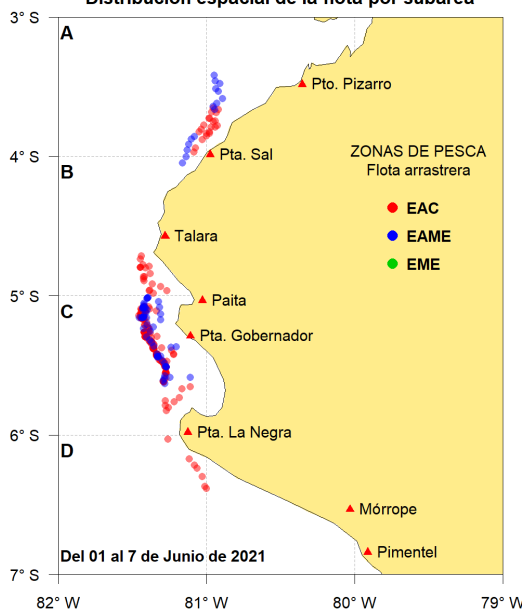 Distribución espacial de la flota por subárea
3° S
A
Pto. Pizarro
4° S
Pta. Sal
ZONAS DE PESCA
B
Flota arrastrera
EAC
Talara
EAME
EME
5° S
Paita
C
Pta. Gobernador
6° S
Pta. La Negra
D
Mórrope
Del 01 al 7 de Junio de 2021
Pimentel
7° S
82° W
81° W
80° W
79° W